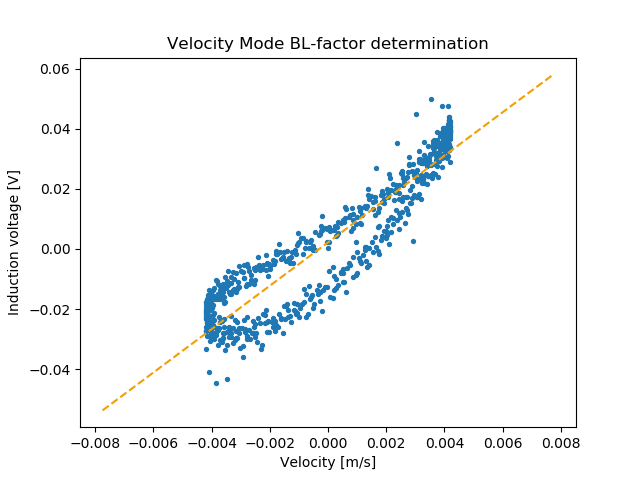 Velocity Mode BL-factor determination
0.06
0.04
0.02
0.00
−0.02
−0.04
Induction voltage [V]
−0.008 −0.006 −0.004 −0.002 0.000 0.002 0.004 0.006 0.008
Velocity [m/s]